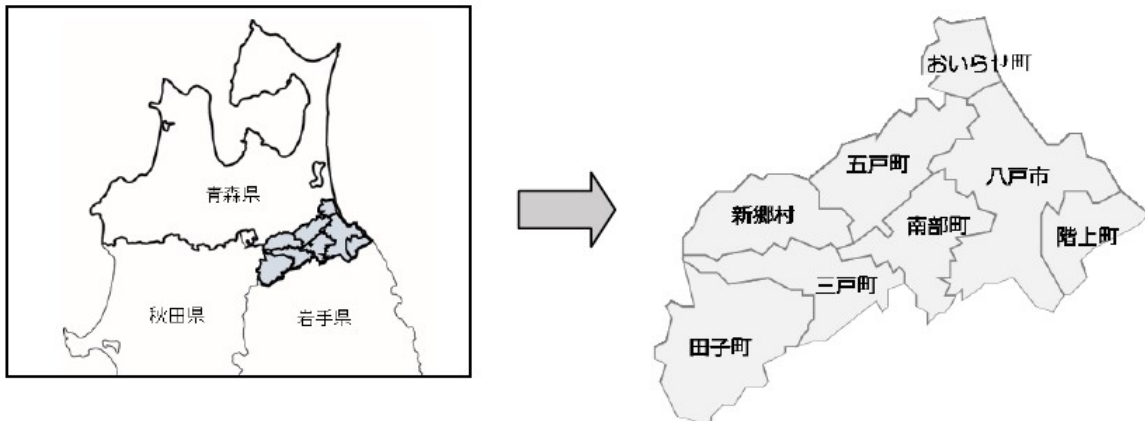 青森県
秋田県
岩手県
おいらせ町
五戸町
八戸市
新郷村
南部町
階上町
三戸町
田子町